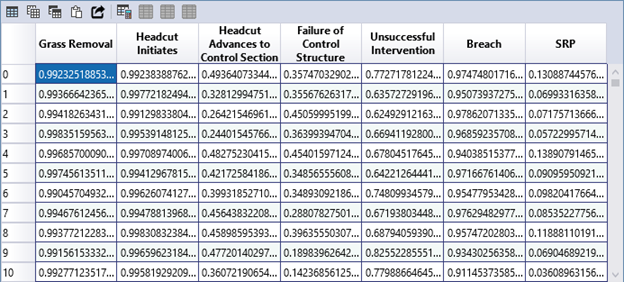 Grass Removal Headcut Initiates Headcut Advances to Control Section Failure of Control Structure Unsuccessful Intervention Breach SRP
0 0.99232518853... 0.99238388762... 0.49364073344... 0.35747032902... 0.77271781224... 0.97474801716... 0.13088744576...
1 0.99366642365... 0.99772182494... 0.32812994751... 0.35567626317... 0.63572729196... 0.95073937275... 0.06993316358...
2 0.99418263431... 0.99129833804... 0.26421546961... 0.45059995199... 0.62492912163... 0.97862071335... 0.07175713666...
3 0.99835519563... 0.99539148125... 0.24401545766... 0.36399394704... 0.66941192800... 0.96859235708... 0.05722995714...
4 0.99685700090... 0.99708974006... 0.48275230415... 0.45401597124... 0.67804517645... 0.94038515377... 0.13890791465...
5 0.99745613511... 0.99412967815... 0.42172584186... 0.34856555608... 0.64221264441... 0.97166761406... 0.09095950921...
6 0.99045704932... 0.99626074127... 0.39931852710... 0.34893092186... 0.74809934579... 0.95477953428... 0.09820417664...
7 0.99467612456... 0.99478813968... 0.45643832208... 0.28807827501... 0.67193803448... 0.97629482977... 0.08535227756...
8 0.99377212283... 0.99830832384... 0.45898595393... 0.39635550307... 0.68794059390... 0.95747202803... 0.11888110191...
9 0.99156153332... 0.99659623184... 0.47720140297... 0.18983962642... 0.82552285551... 0.93430256358... 0.06904689219...
10 0.99277123517... 0.99581929209... 0.36072190654... 0.14236856125... 0.77988664645... 0.91145373585... 0.03608963156...